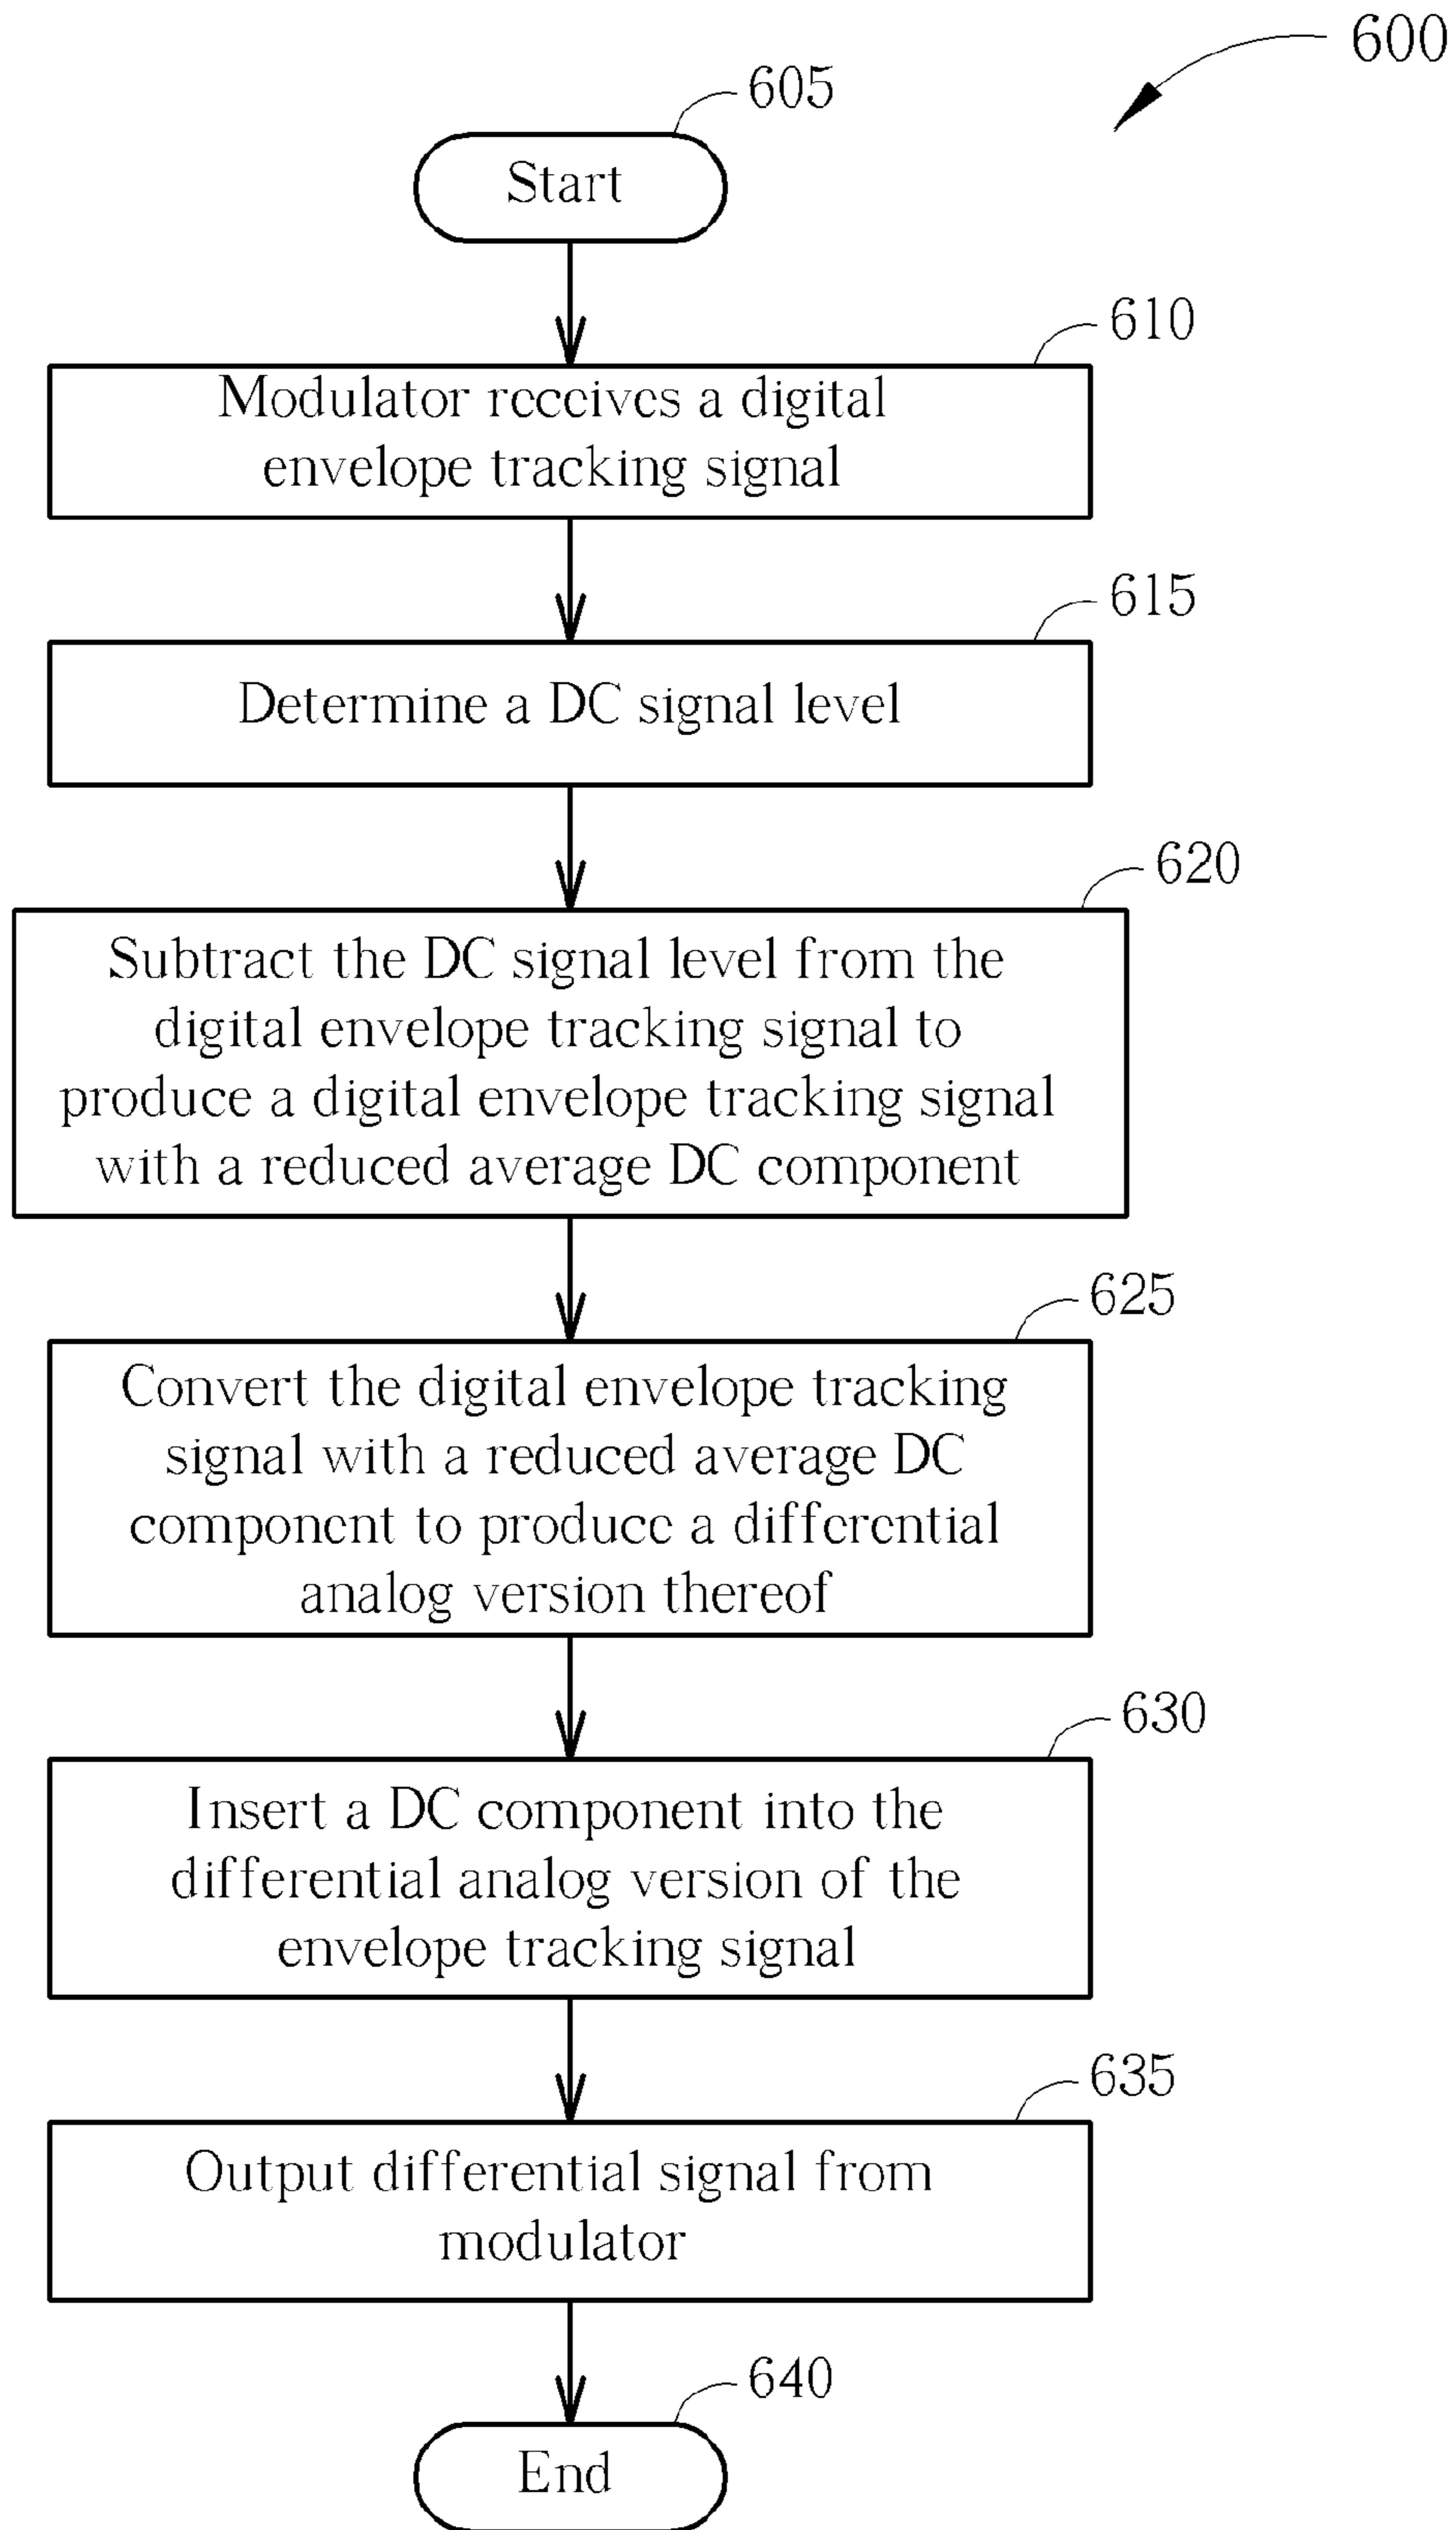 600
605
Start
610
Modulator receives a digital
envelope tracking signal
615
Determine a DC signal level
620
Subtract the DC signal level from the
digital envelope tracking signal to
produce a digital envelope tracking signal
with a reduced average DC component
625
Convert the digital envelope tracking
signal with a reduced average DC
component to produce a differential
analog version thereof
630
Insert a DC component into the
differential analog version of the
envelope tracking signal
635
Output differential signal from
modulator
640
End